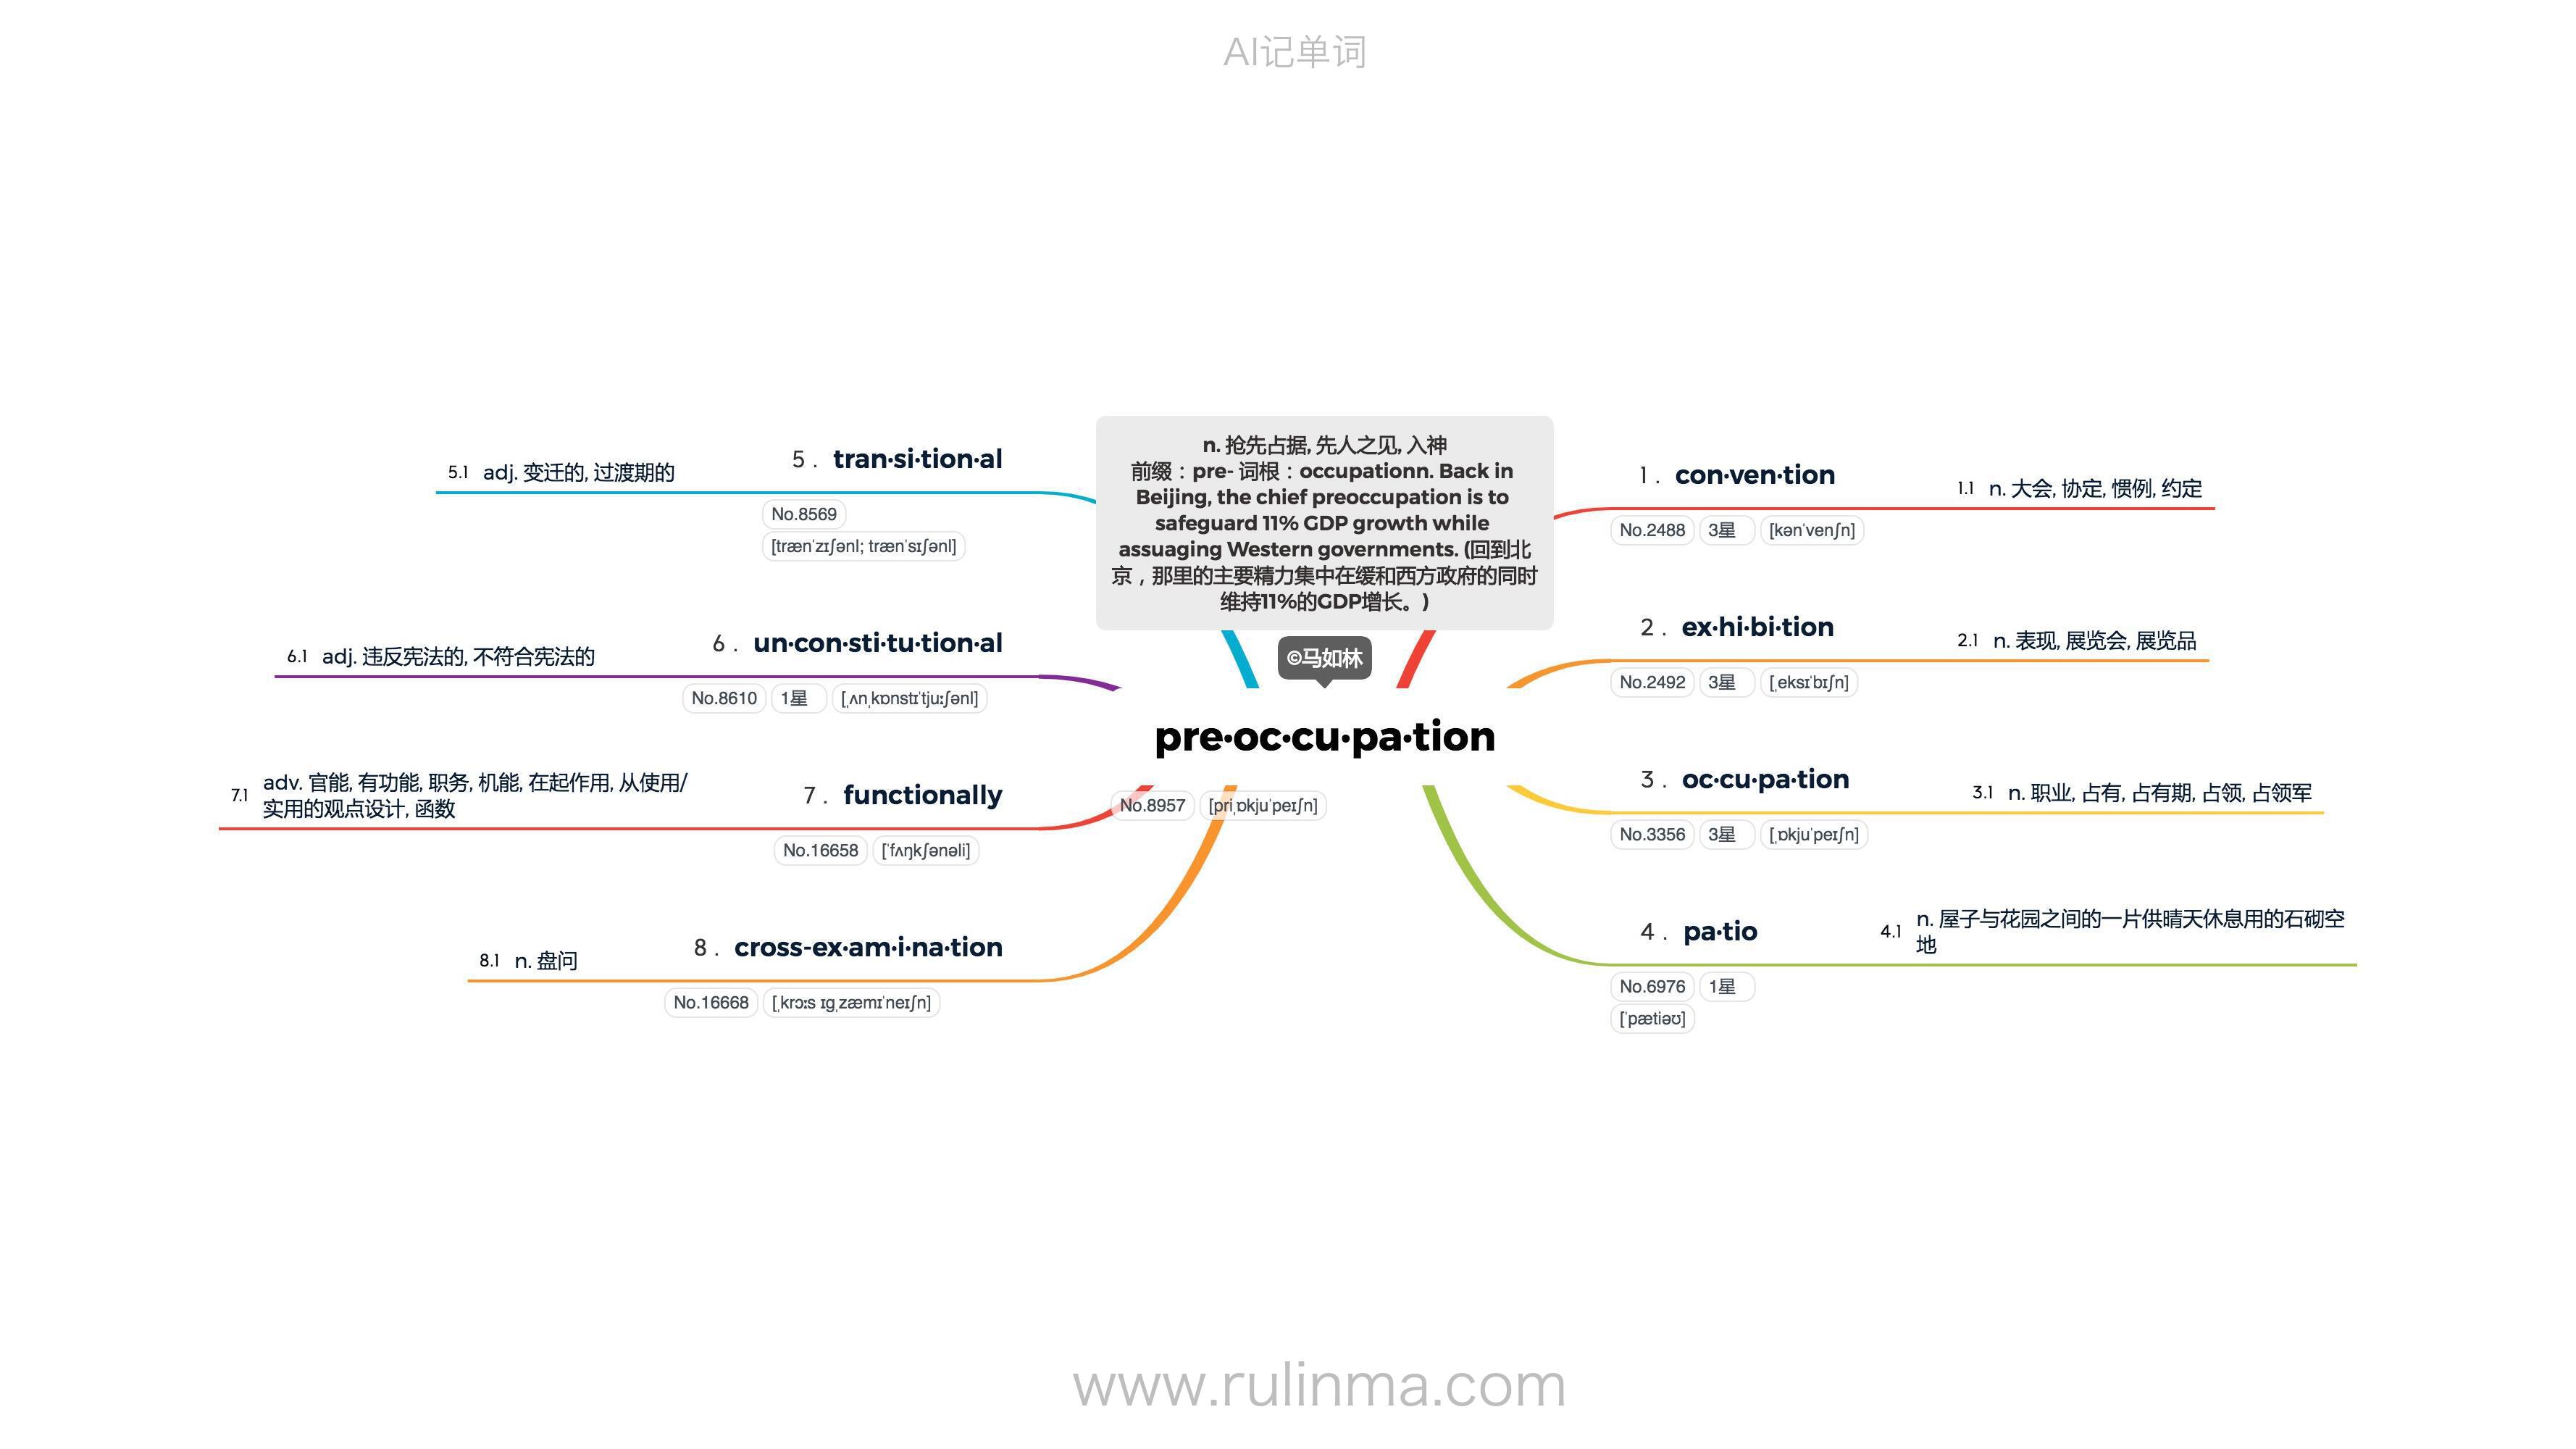 AI记单词
n. 抢先占据, 先人之见, 入神
前缀：pre- 词根：occupationn. Back in
Beijing, the chief preoccupation is to
safeguard 11% GDP growth while
assuaging Western governments. (回到北
京，那里的主要精力集中在缓和西方政府的同时
维持11%的GDP增长。)
©马如林
pre·oc·cu·pa·tion
No.8957 [priˌɒkjuˈpeɪʃn]
1 . con·ven·tion
No.2488 3星 [kənˈvenʃn]
1.1 n. 大会, 协定, 惯例, 约定
2 . ex·hi·bi·tion
No.2492 3星 [ˌeksɪˈbɪʃn]
2.1 n. 表现, 展览会, 展览品
3 . oc·cu·pa·tion
No.3356 3星 [ˌɒkjuˈpeɪʃn]
3.1 n. 职业, 占有, 占有期, 占领, 占领军
4 . pa·tio
No.6976 1星
[ˈpætiəʊ]
4.1 n. 屋子与花园之间的一片供晴天休息用的石砌空
地
5 . tran·si·tion·al
No.8569
[trænˈzɪʃənl; trænˈsɪʃənl]
5.1 adj. 变迁的, 过渡期的
6 . un·con·sti·tu·tion·al
No.8610 1星 [ˌʌnˌkɒnstɪˈtjuːʃənl]
6.1 adj. 违反宪法的, 不符合宪法的
7 . functionally
No.16658 [ˈfʌŋkʃənəli]
7.1 adv. 官能, 有功能, 职务, 机能, 在起作用, 从使用/
实用的观点设计, 函数
8 . cross-ex·am·i·na·tion
No.16668 [ˌkrɔːs ɪɡˌzæmɪˈneɪʃn]
8.1 n. 盘问
www.rulinma.com